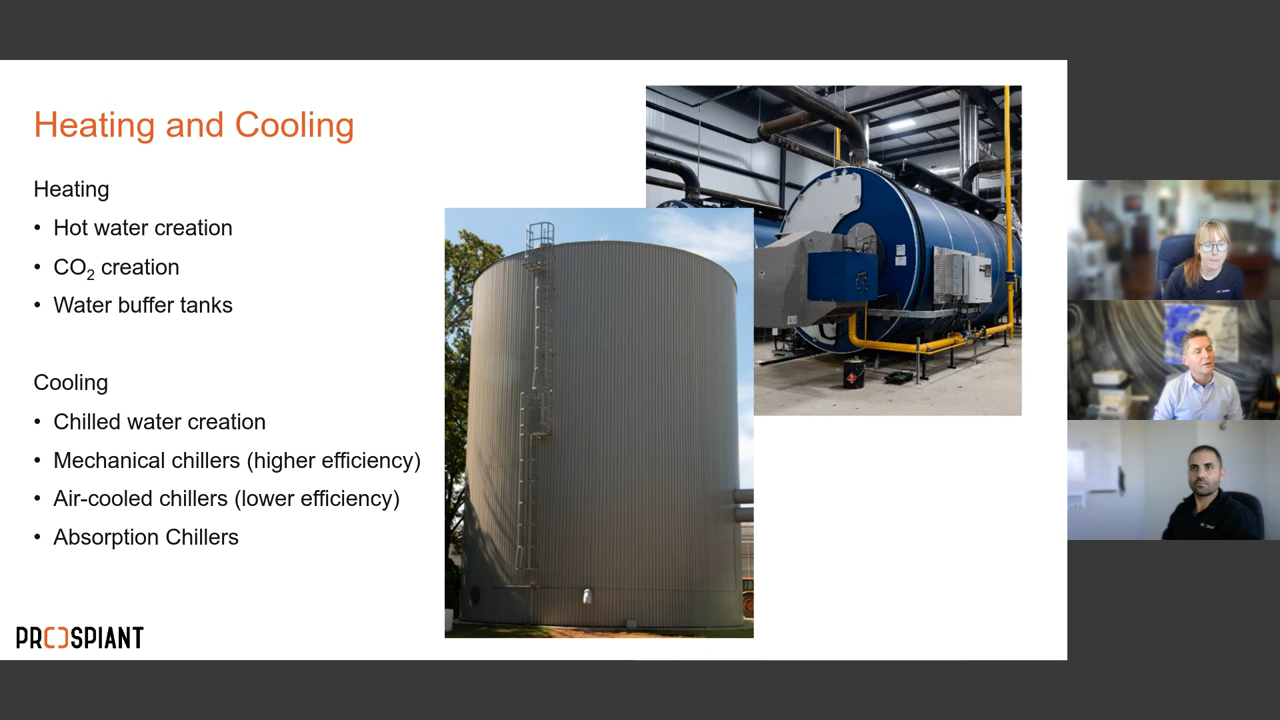 Heating and Cooling
Heating
• Hot water creation
• CO₂ creation
• Water buffer tanks
Cooling
• Chilled water creation
• Mechanical chillers (higher efficiency)
• Air-cooled chillers (lower efficiency)
• Absorption Chillers
PROSPIANT